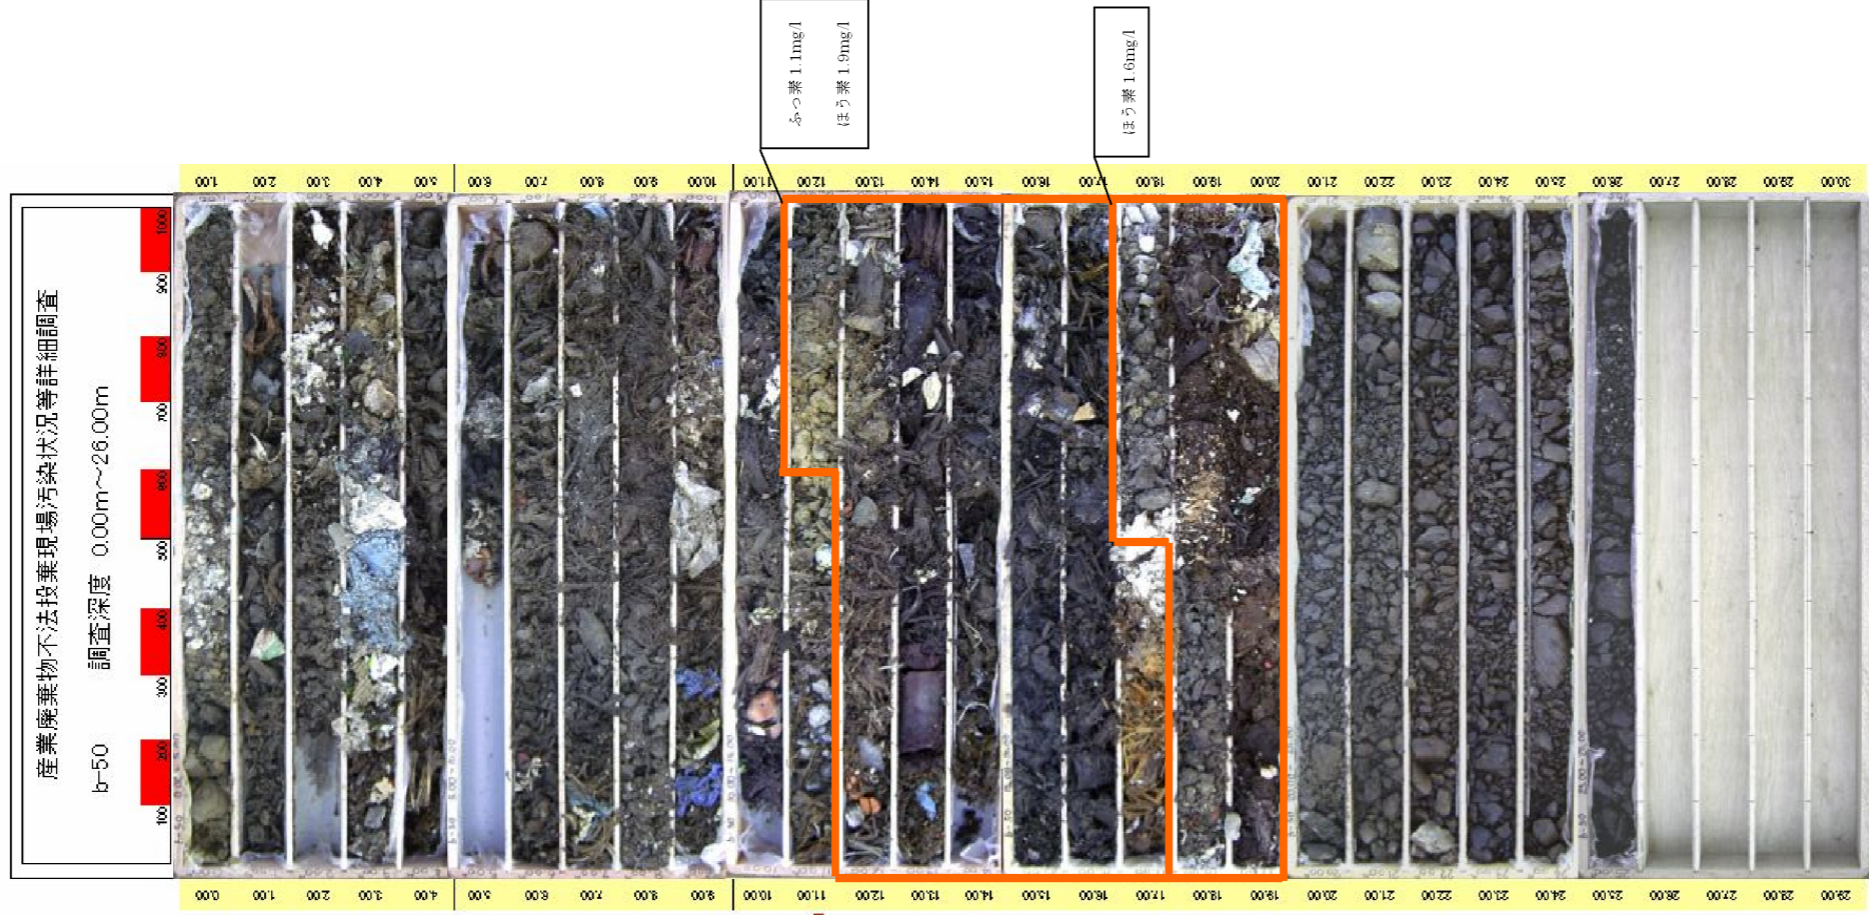 産業廃棄物不法投棄現場汚染状況等詳細調査
b-50 調査深度 0.00m～26.00m
100 200 300 400 500 600 700 800 900 1000
ふっ素 1.1mg/l
ほう素 1.9mg/l
ほう素 1.6mg/l
1.00 2.00 3.00 4.00 5.00 6.00 7.00 8.00 9.00 10.00 11.00 12.00 13.00 14.00 15.00 16.00 17.00 18.00 19.00 20.00 21.00 22.00 23.00 24.00 25.00 26.00 27.00 28.00 29.00 30.00
0.00 1.00 2.00 3.00 4.00 5.00 6.00 7.00 8.00 9.00 10.00 11.00 12.00 13.00 14.00 15.00 16.00 17.00 18.00 19.00 20.00 21.00 22.00 23.00 24.00 25.00 26.00 27.00 28.00 29.00